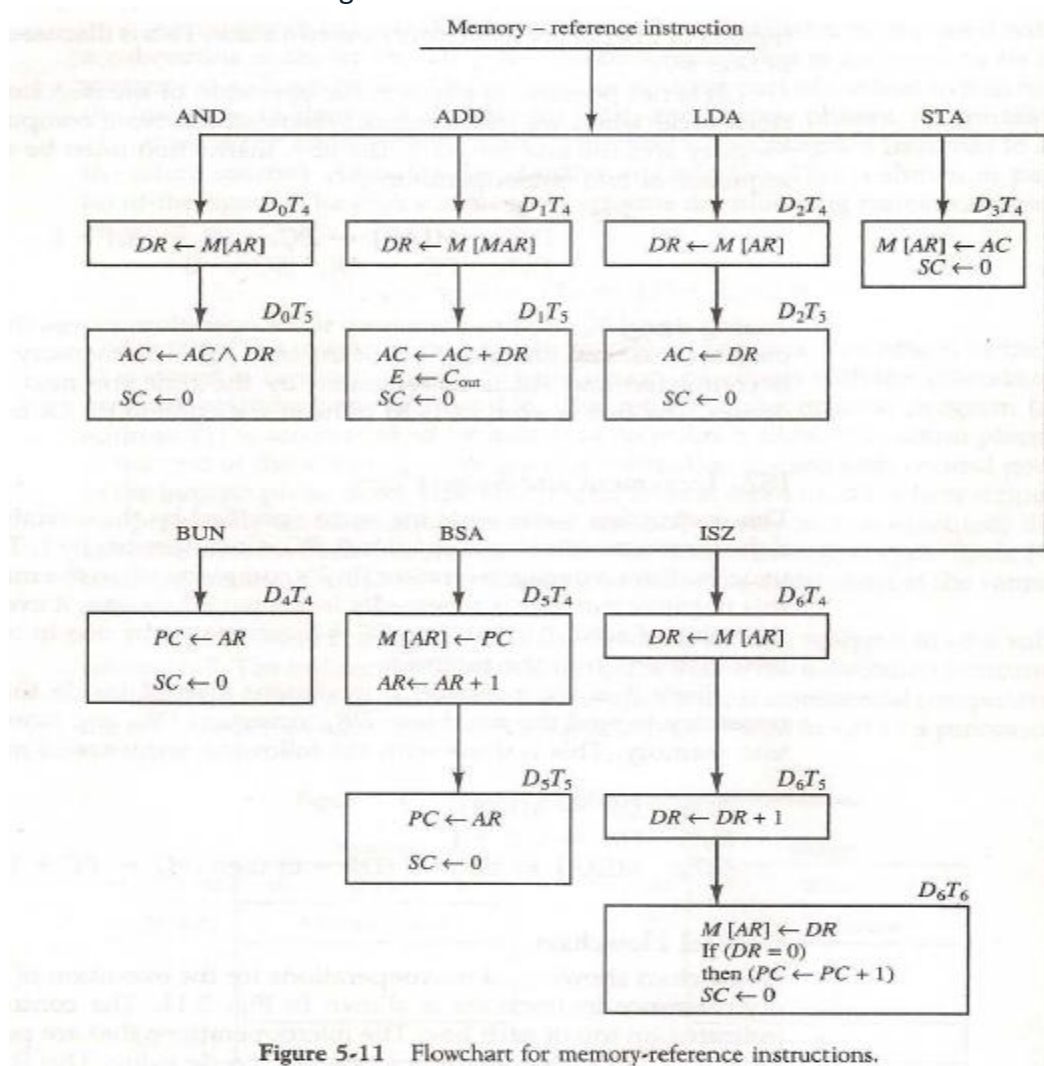 Memory – reference instruction
AND
ADD
LDA
STA
D₀T₄
D₁T₄
D₂T₄
D₃T₄
DR ← M[AR]
DR ← M [MAR]
DR ← M [AR]
M [AR] ← AC
SC ← 0
D₀T₅
D₁T₅
D₂T₅
AC ← AC ∧ DR
SC ← 0
AC ← AC + DR
E ← Cout
SC ← 0
AC ← DR
SC ← 0
BUN
BSA
ISZ
D₄T₄
D₅T₄
D₆T₄
PC ← AR
SC ← 0
M [AR] ← PC
AR ← AR + 1
DR ← M [AR]
D₅T₅
D₆T₅
PC ← AR
SC ← 0
DR ← DR + 1
D₆T₆
M [AR] ← DR
If (DR = 0)
then (PC ← PC + 1)
SC ← 0
Figure 5-11 Flowchart for memory-reference instructions.